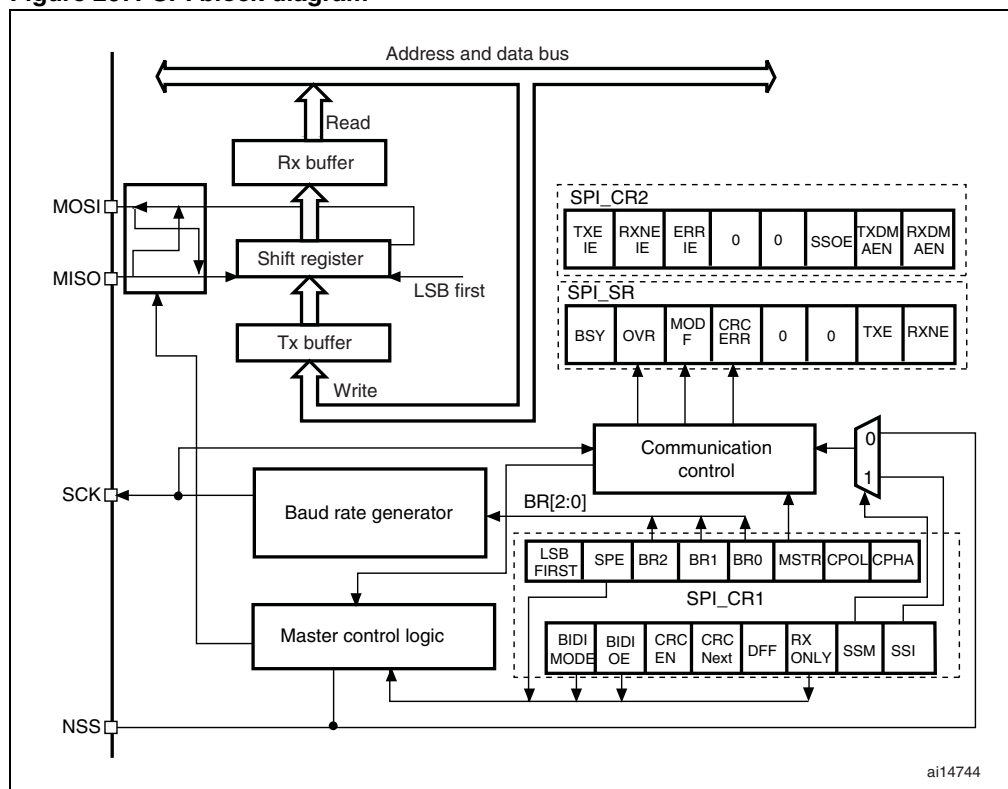 Address and data bus
Read
Rx buffer
MOSI
Shift register
MISO
LSB first
Tx buffer
Write
SPI_CR2
TXE IE
RXNE IE
ERR IE
0
0
SSOE
TXDM AEN
RXDM AEN
SPI_SR
BSY
OVR
MOD F
CRC ERR
0
0
TXE
RXNE
Communication
control
0
1
SCK
Baud rate generator
BR[2:0]
LSB FIRST
SPE
BR2
BR1
BR0
MSTR
CPOL
CPHA
SPI_CR1
Master control logic
BIDI MODE
BIDI OE
CRC EN
CRC Next
DFF
RX ONLY
SSM
SSI
NSS
ai14744